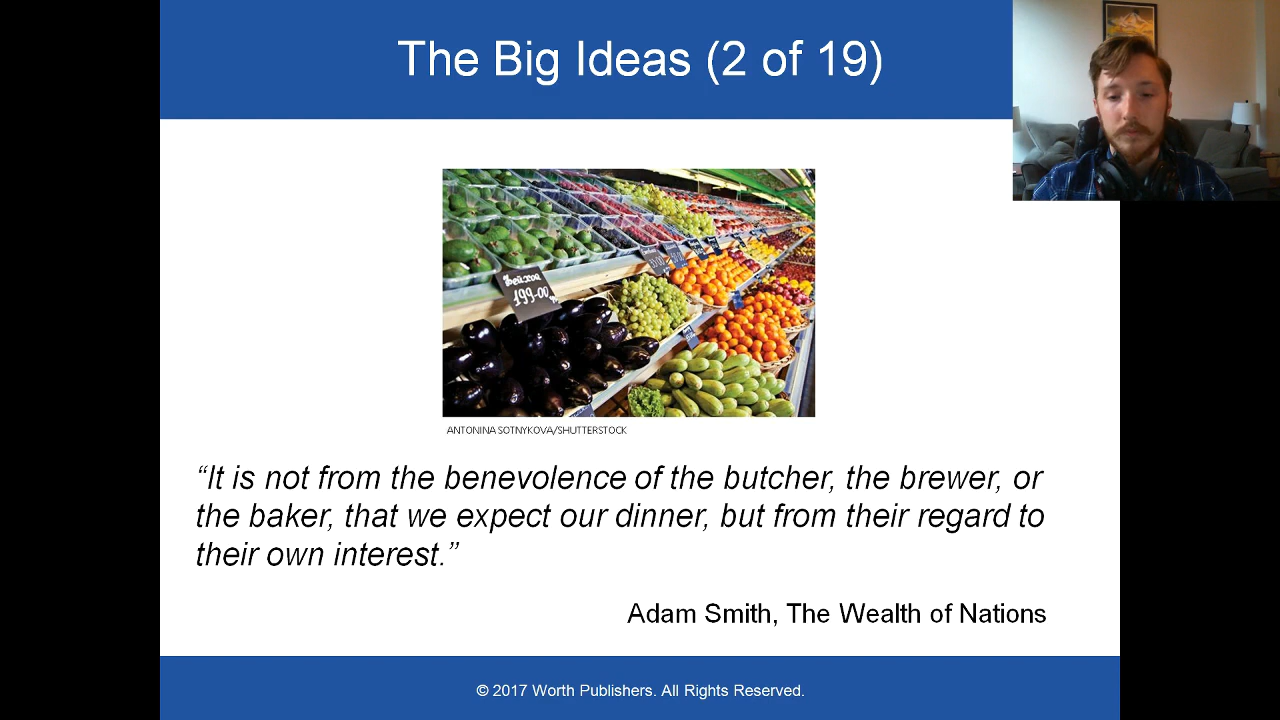 The Big Ideas (2 of 19)
199-00
ANTONINA SOTNYKOVA/SHUTTERSTOCK
“It is not from the benevolence of the butcher, the brewer, or
the baker, that we expect our dinner, but from their regard to
their own interest.”
Adam Smith, The Wealth of Nations
© 2017 Worth Publishers. All Rights Reserved.